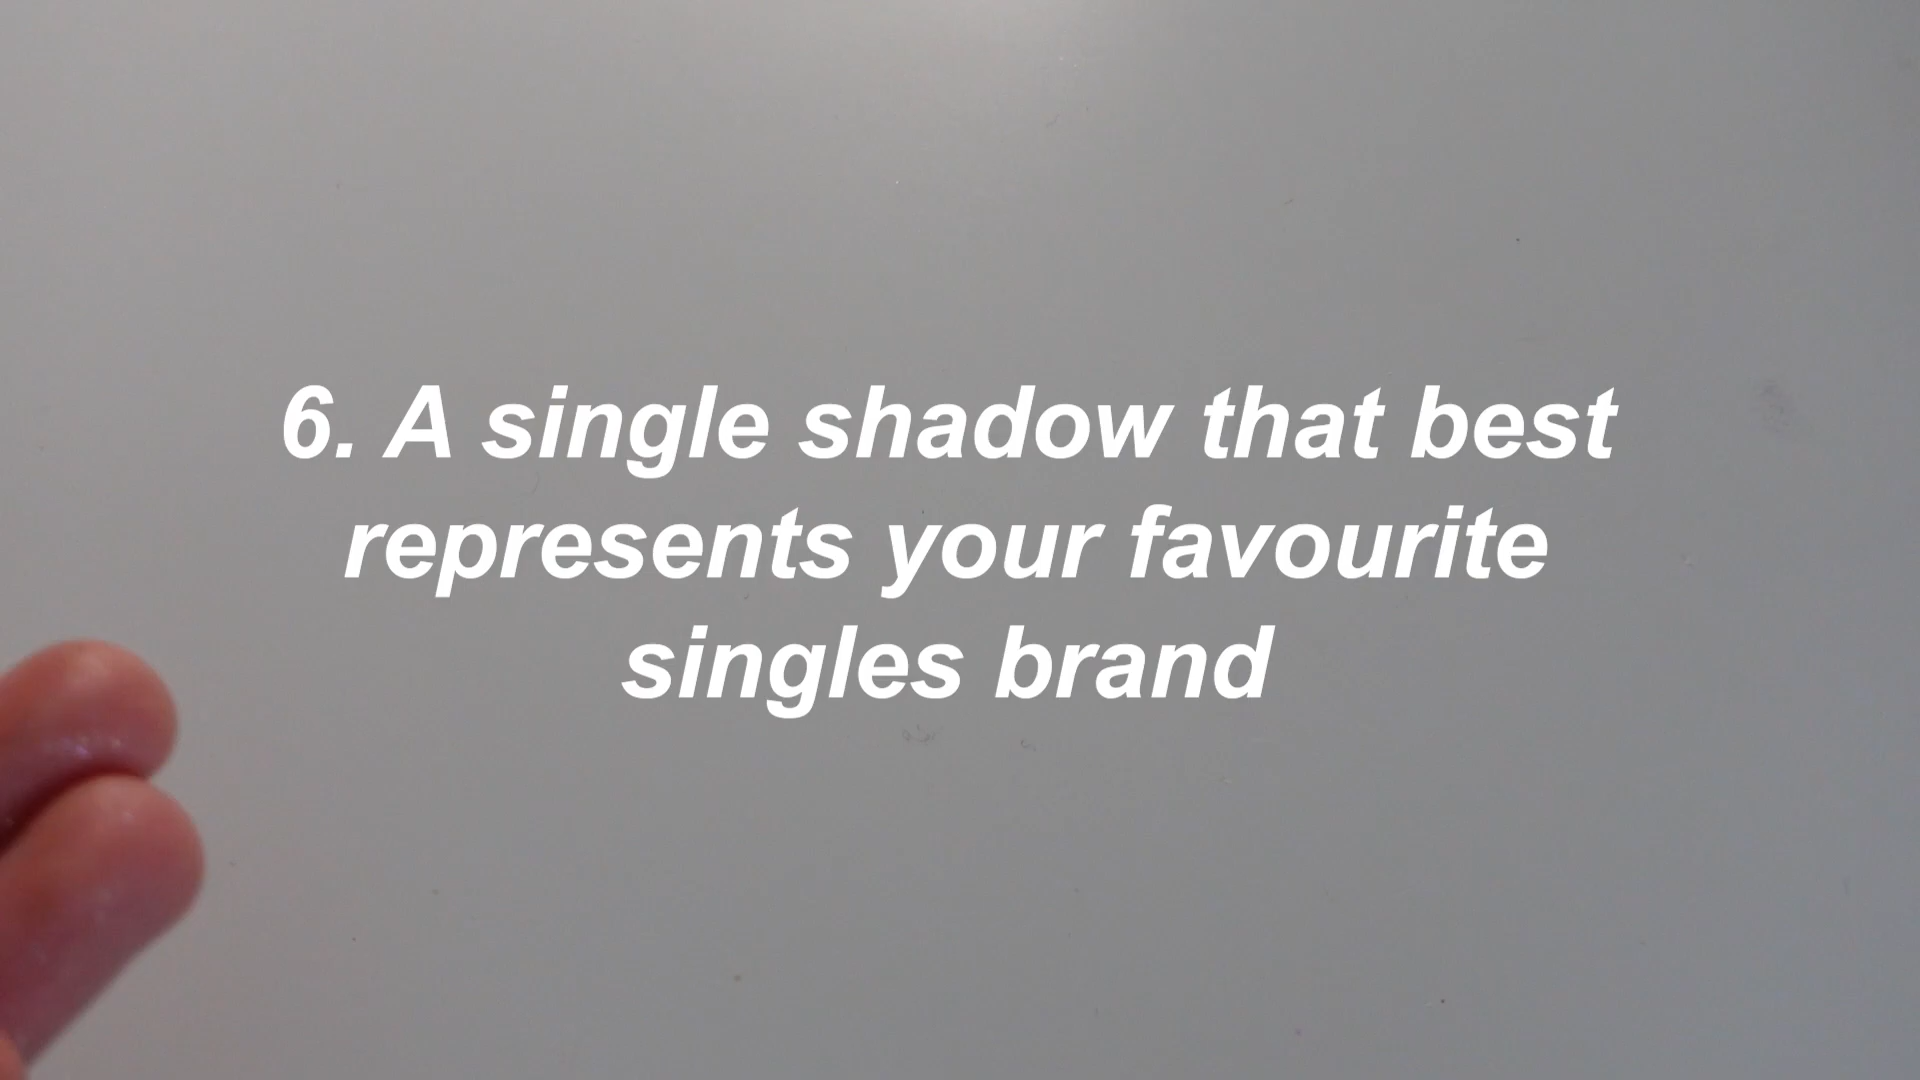 6. A single shadow that best
represents your favourite
singles brand